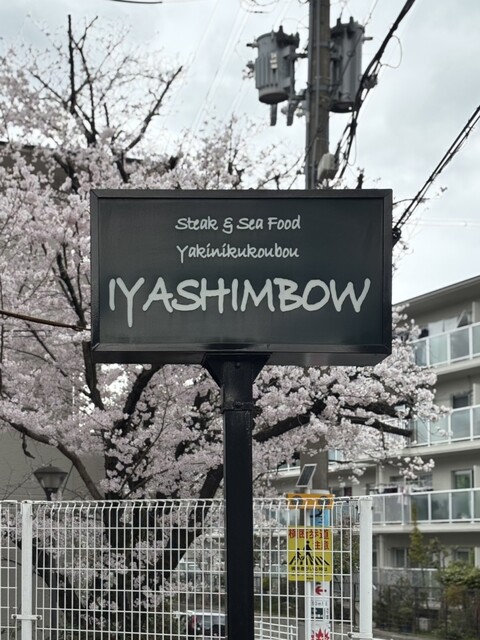 Steak & Sea Food
Yakinikukoubou
IYASHIMBOW